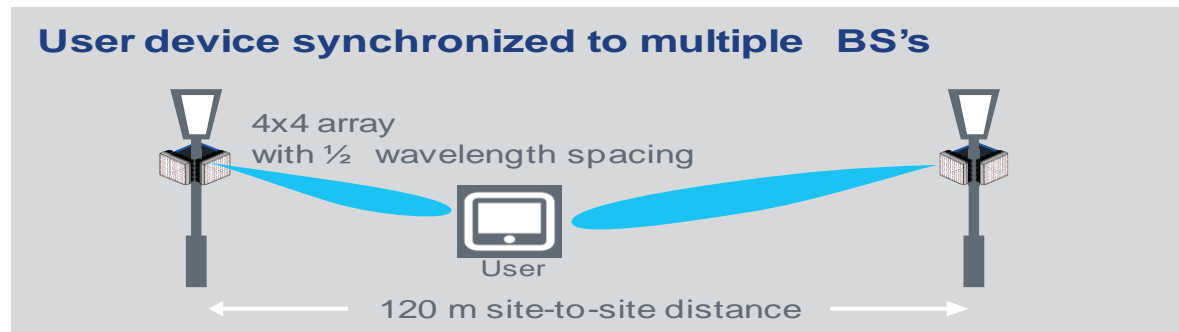 User device synchronized to multiple BS’s
4x4 array
with ½ wavelength spacing
User
120 m site-to-site distance